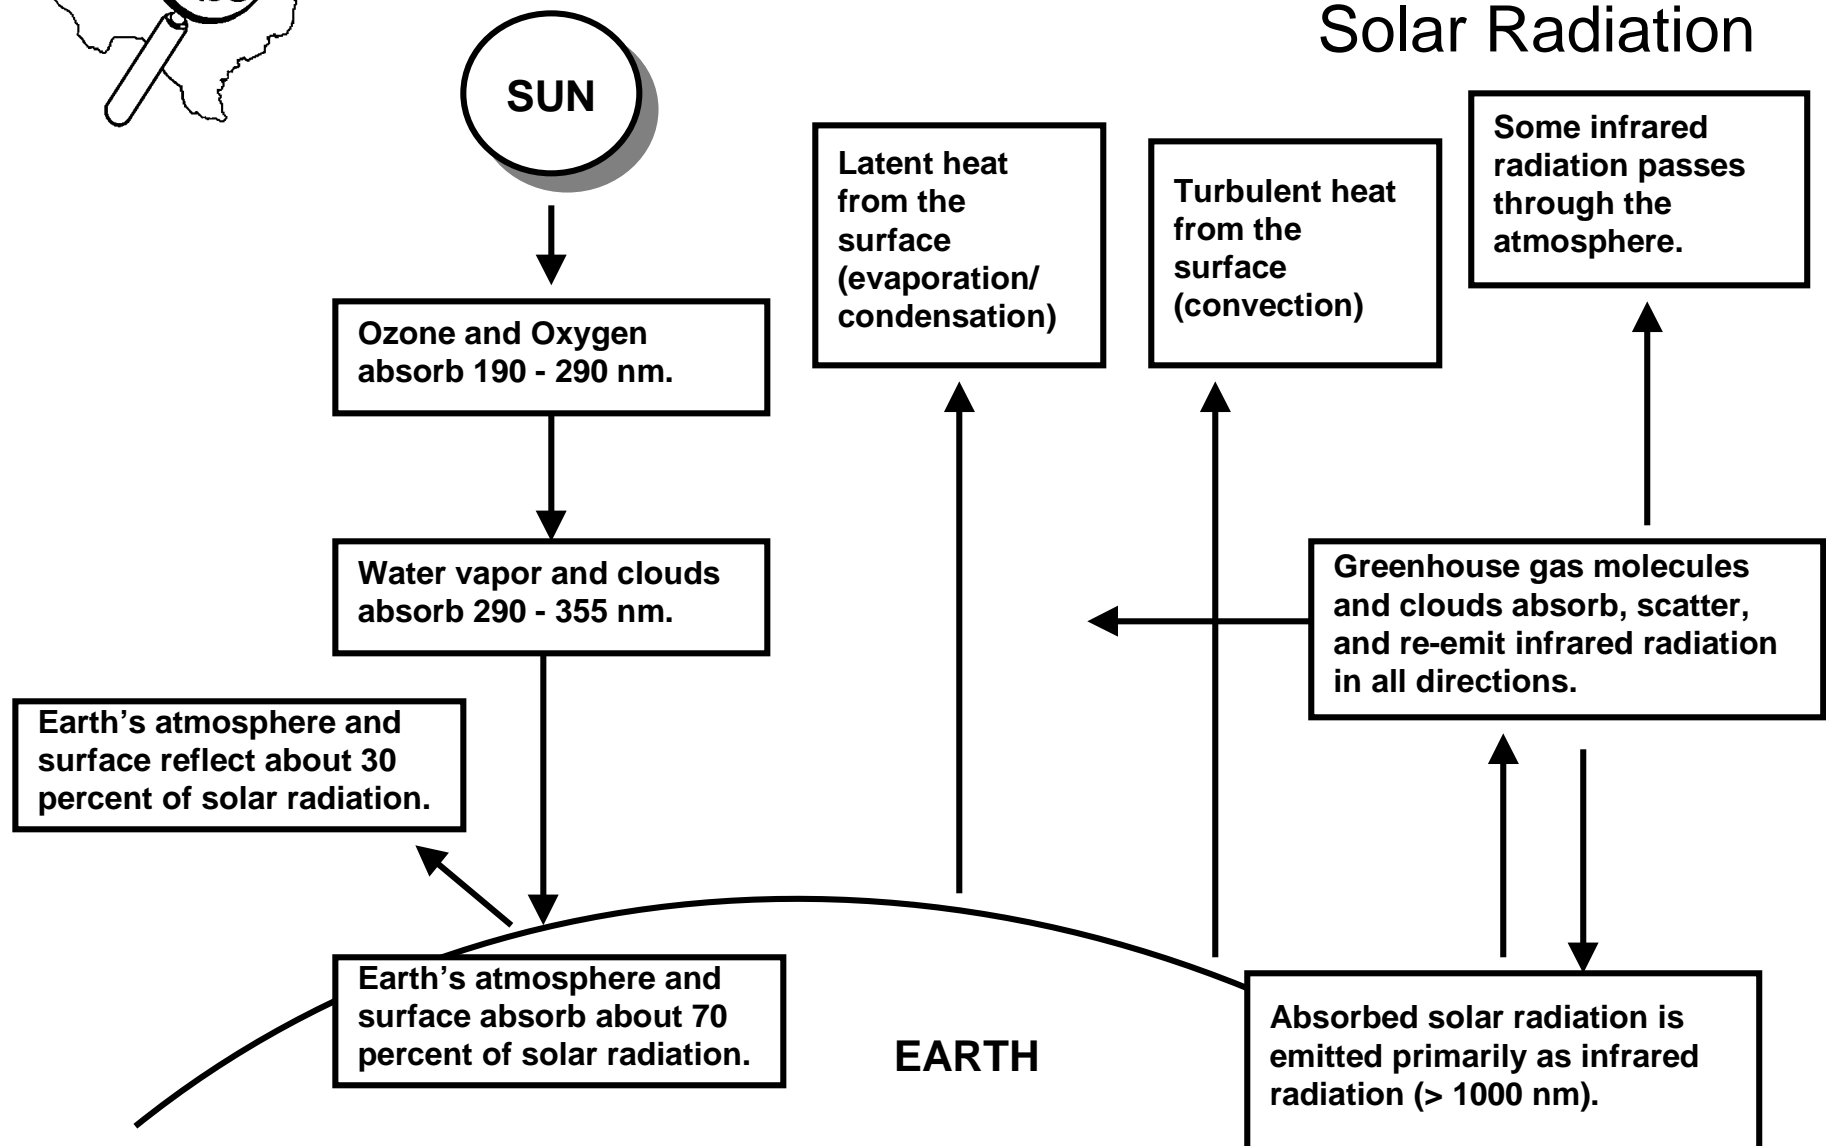 Solar Radiation
SUN
Ozone and Oxygen
absorb 190 - 290 nm.
Water vapor and clouds
absorb 290 - 355 nm.
Earth’s atmosphere and
surface reflect about 30
percent of solar radiation.
Earth’s atmosphere and
surface absorb about 70
percent of solar radiation.
EARTH
Latent heat
from the
surface
(evaporation/
condensation)
Turbulent heat
from the
surface
(convection)
Some infrared
radiation passes
through the
atmosphere.
Greenhouse gas molecules
and clouds absorb, scatter,
and re-emit infrared radiation
in all directions.
Absorbed solar radiation is
emitted primarily as infrared
radiation (> 1000 nm).